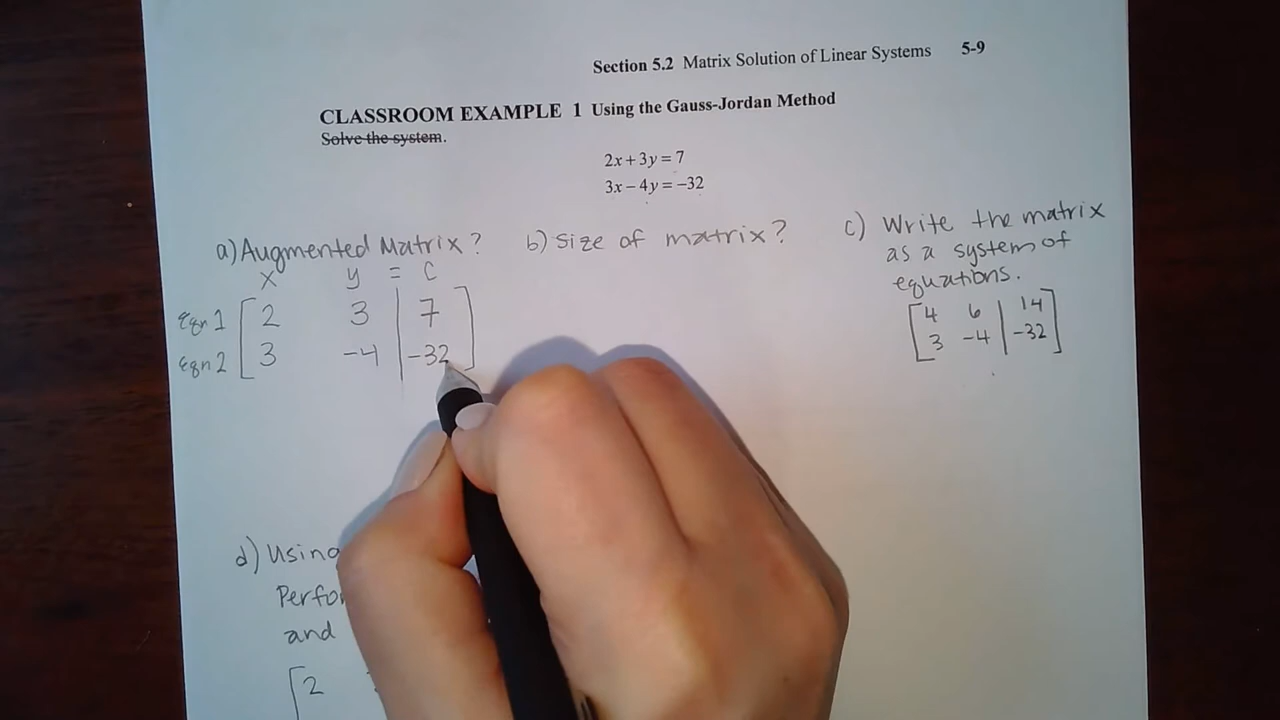 Section 5.2 Matrix Solution of Linear Systems 5-9
CLASSROOM EXAMPLE 1 Using the Gauss-Jordan Method
Solve the system.
2x + 3y = 7
3x − 4y = −32
a) Augmented Matrix?
x y = C
Eqn 1 [ 2 3 | 7 ]
Eqn 2 [ 3 -4 | -32 ]
b) Size of matrix?
c) Write the matrix
as a system of
equations.
[ 4 6 | 14 ]
[ 3 -4 | -32 ]
d) Using
Perfo
and
[ 2